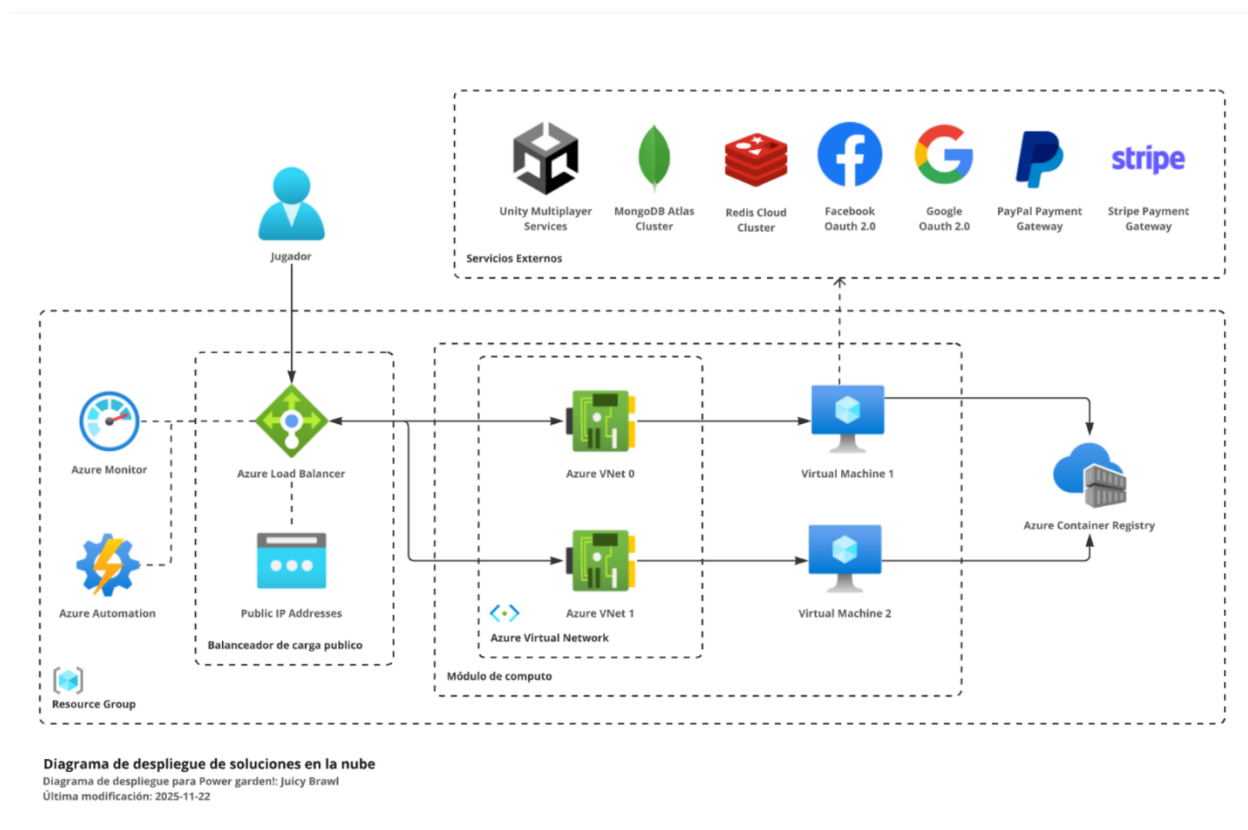 stripe
Unity Multiplayer
Services
MongoDB Atlas
Cluster
Redis Cloud
Cluster
Facebook
Oauth 2.0
Google
Oauth 2.0
PayPal Payment
Gateway
Stripe Payment
Gateway
Servicios Externos
Jugador
Azure Monitor
Azure Load Balancer
Azure VNet 0
Virtual Machine 1
Azure Container Registry
Azure Automation
Public IP Addresses
Azure VNet 1
Virtual Machine 2
Azure Virtual Network
Balanceador de carga publico
Módulo de computo
Resource Group
Diagrama de despliegue de soluciones en la nube
Diagrama de despliegue para Power garden!: Juicy Brawl
Última modificación: 2025-11-22